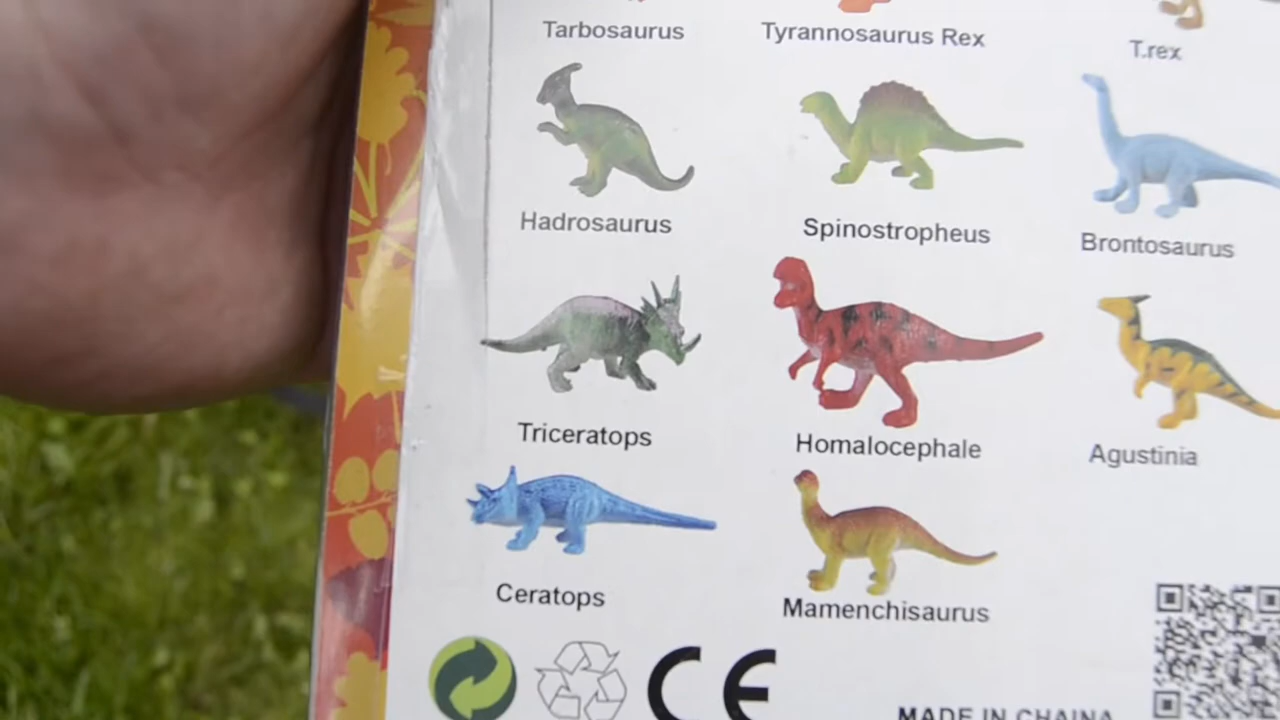 Tarbosaurus
Tyrannosaurus Rex
T.rex
Hadrosaurus
Spinostropheus
Brontosaurus
Triceratops
Homalocephale
Agustinia
Ceratops
Mamenchisaurus
CE
MADE IN CHAINA